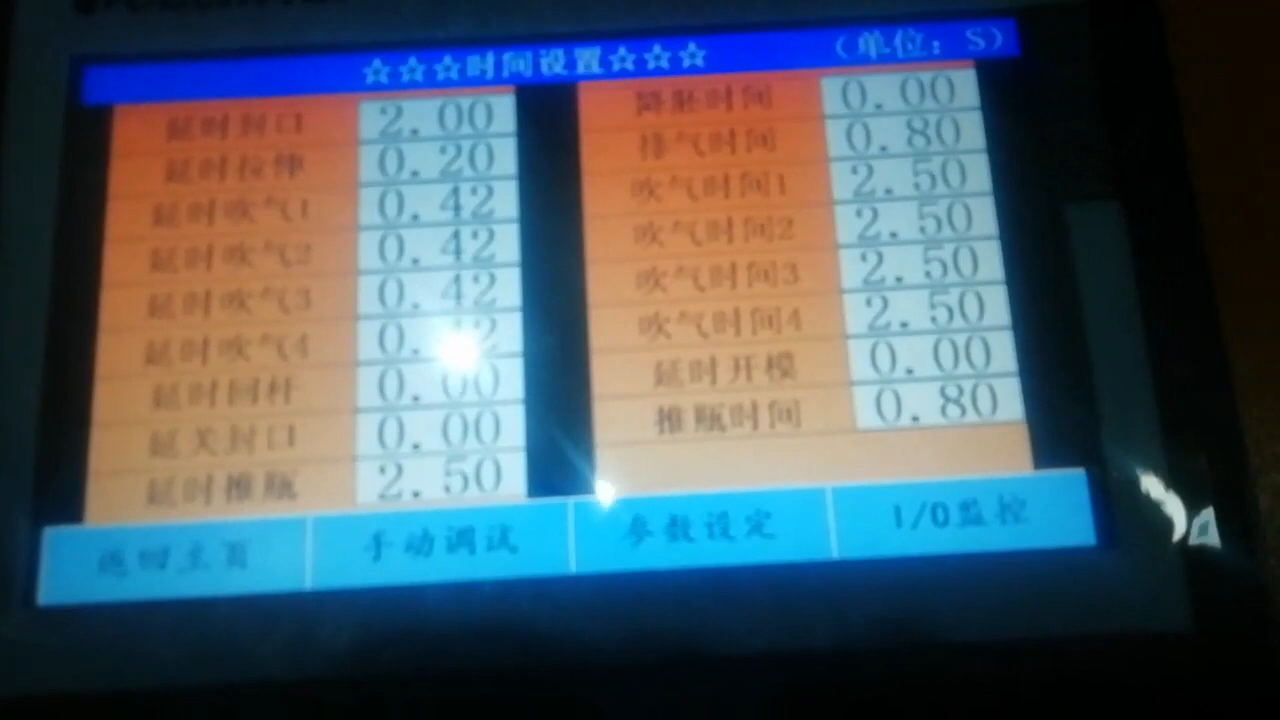 ☆☆☆时间设置☆☆☆ （单位：S）
延时封口 2.00
延时拉伸 0.20
延时吹气1 0.42
延时吹气2 0.42
延时吹气3 0.42
延时吹气4 0.42
延时回杆 0.00
延关封口 0.00
延时推瓶 2.50
降胚时间 0.00
排气时间 0.80
吹气时间1 2.50
吹气时间2 2.50
吹气时间3 2.50
吹气时间4 2.50
延时开模 0.00
推瓶时间 0.80
返回主页 手动调试 参数设定 I/O监控